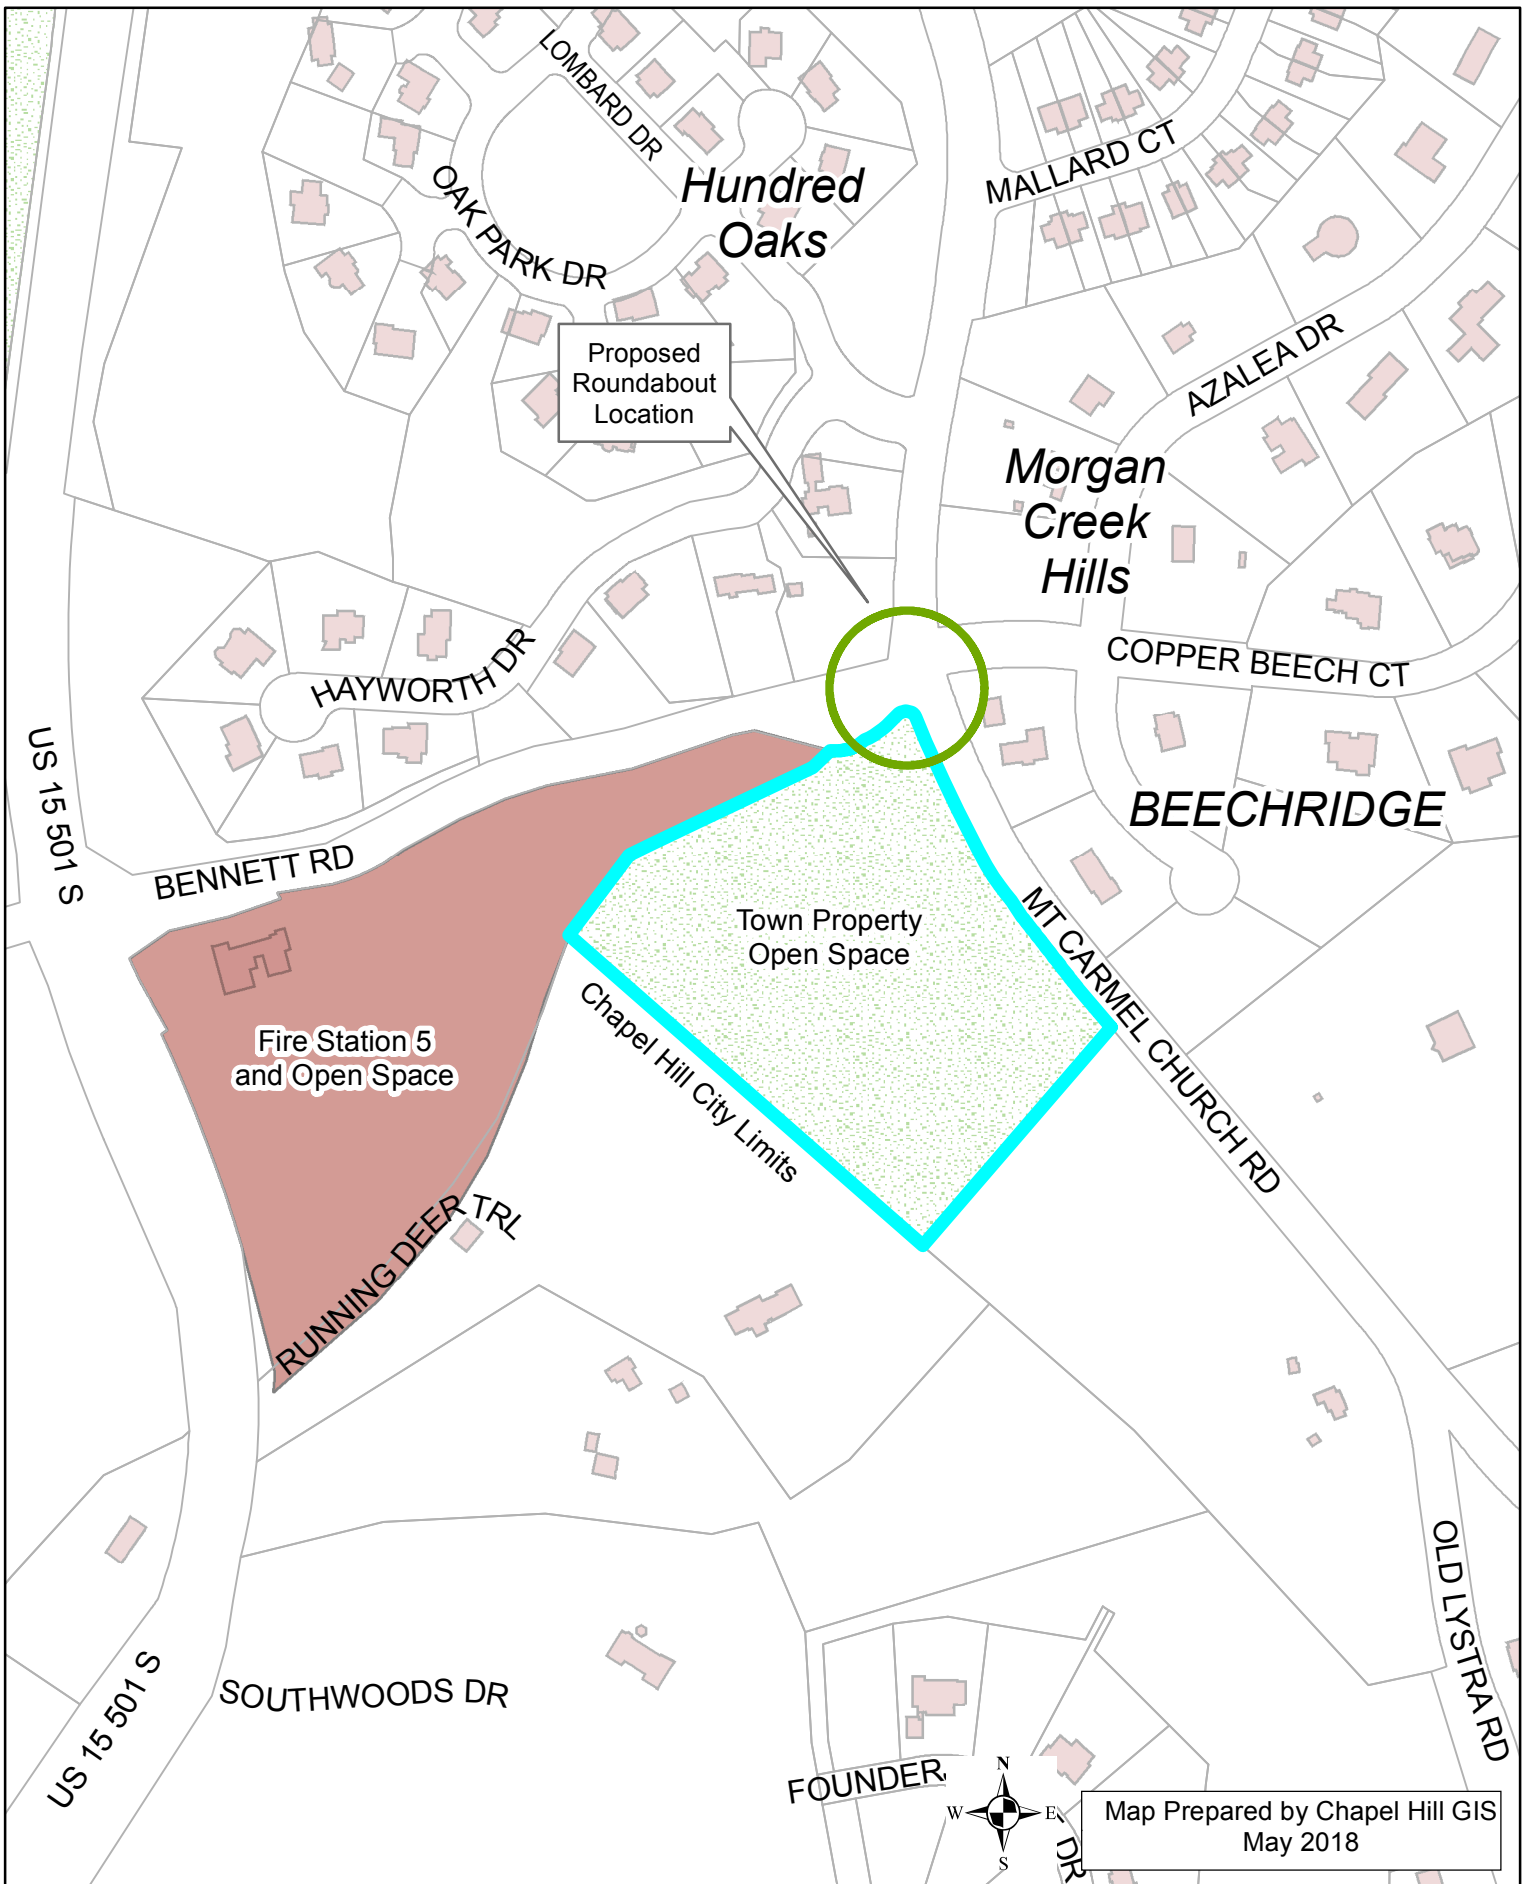 LOMBARD DR
Hundred
Oaks
MALLARD CT
OAK PARK DR
Proposed
Roundabout
Location
AZALEA DR
Morgan
Creek
Hills
HAYWORTH DR
COPPER BEECH CT
US 15 501 S
BENNETT RD
BEECHRIDGE
Town Property
Open Space
MT CARMEL CHURCH RD
Chapel Hill City Limits
Fire Station 5
and Open Space
RUNNING DEER TRL
OLD LYSTRA RD
US 15 501 S
SOUTHWOODS DR
FOUNDER
DR
N
W
E
S
Map Prepared by Chapel Hill GIS
May 2018